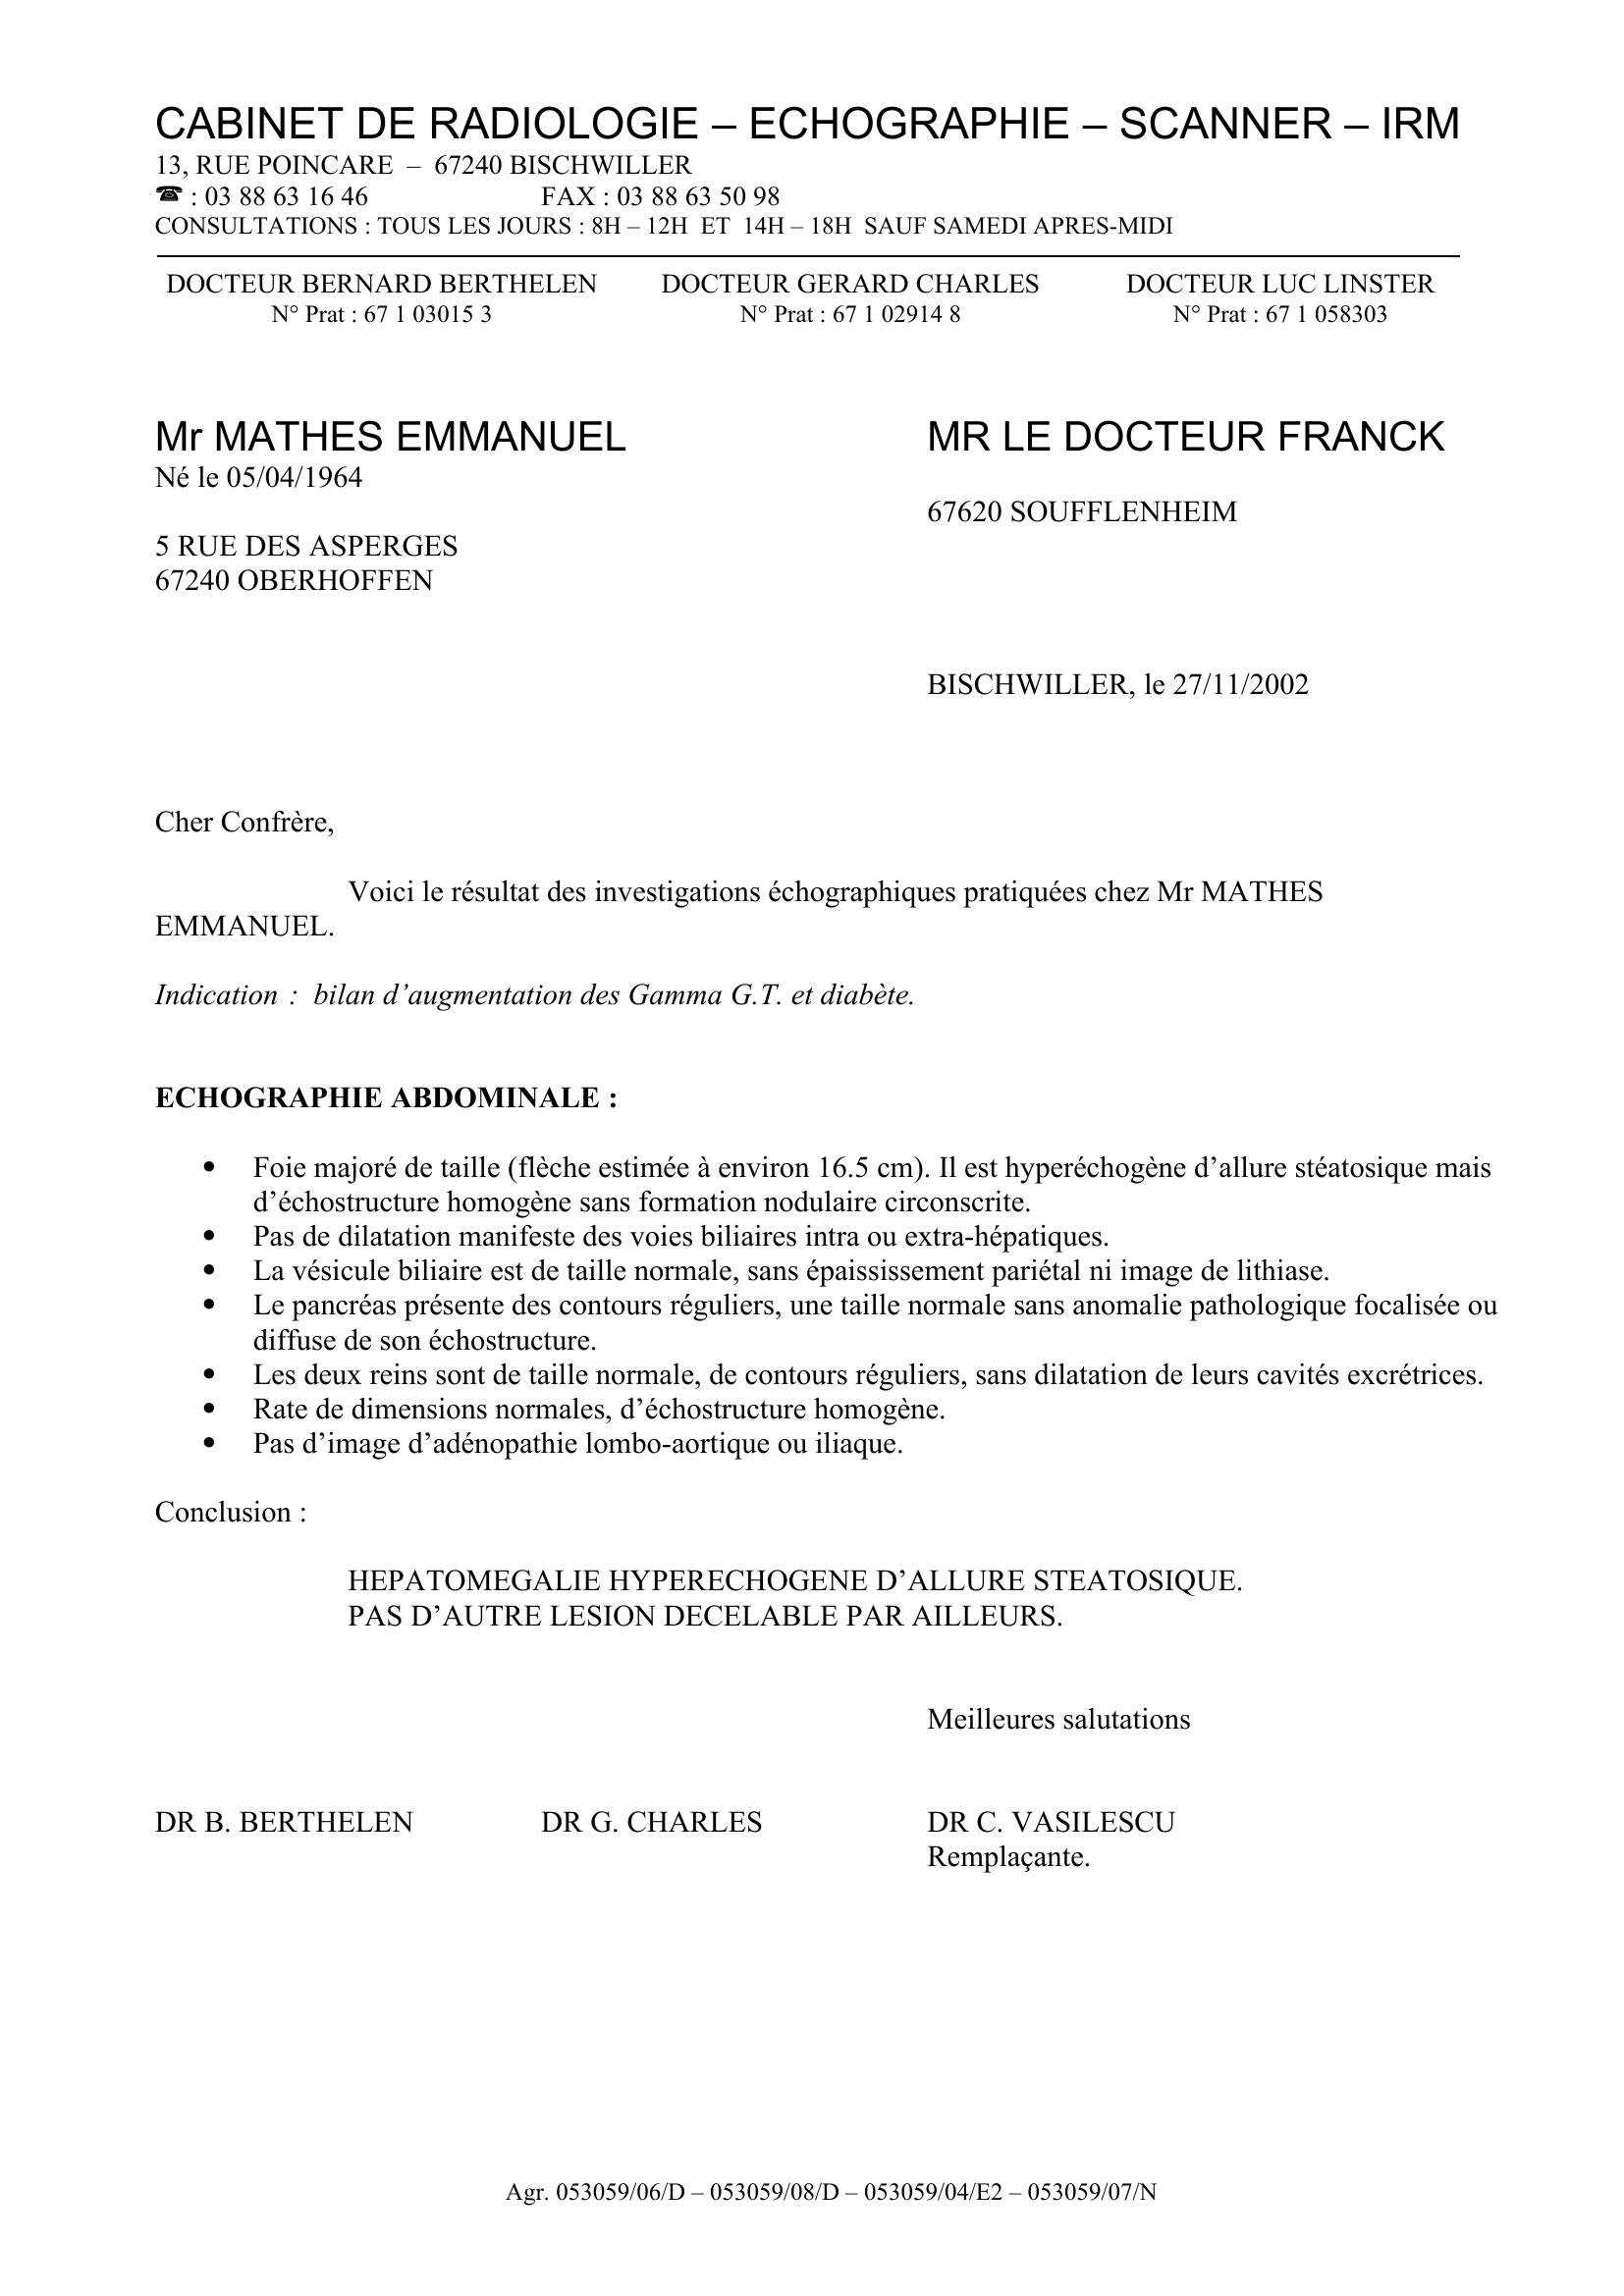 CABINET DE RADIOLOGIE – ECHOGRAPHIE – SCANNER – IRM
13, RUE POINCARE – 67240 BISCHWILLER
☎ : 03 88 63 16 46 FAX : 03 88 63 50 98
CONSULTATIONS : TOUS LES JOURS : 8H – 12H ET 14H – 18H SAUF SAMEDI APRES-MIDI
DOCTEUR BERNARD BERTHELEN DOCTEUR GERARD CHARLES DOCTEUR LUC LINSTER
N° Prat : 67 1 03015 3 N° Prat : 67 1 02914 8 N° Prat : 67 1 058303
Mr MATHES EMMANUEL MR LE DOCTEUR FRANCK
Né le 05/04/1964
67620 SOUFFLENHEIM
5 RUE DES ASPERGES
67240 OBERHOFFEN
BISCHWILLER, le 27/11/2002
Cher Confrère,
Voici le résultat des investigations échographiques pratiquées chez Mr MATHES
EMMANUEL.
Indication : bilan d’augmentation des Gamma G.T. et diabète.
ECHOGRAPHIE ABDOMINALE :
• Foie majoré de taille (flèche estimée à environ 16.5 cm). Il est hyperéchogène d’allure stéatosique mais
d’échostructure homogène sans formation nodulaire circonscrite.
• Pas de dilatation manifeste des voies biliaires intra ou extra-hépatiques.
• La vésicule biliaire est de taille normale, sans épaississement pariétal ni image de lithiase.
• Le pancréas présente des contours réguliers, une taille normale sans anomalie pathologique focalisée ou
diffuse de son échostructure.
• Les deux reins sont de taille normale, de contours réguliers, sans dilatation de leurs cavités excrétrices.
• Rate de dimensions normales, d’échostructure homogène.
• Pas d’image d’adénopathie lombo-aortique ou iliaque.
Conclusion :
HEPATOMEGALIE HYPERECHOGENE D’ALLURE STEATOSIQUE.
PAS D’AUTRE LESION DECELABLE PAR AILLEURS.
Meilleures salutations
DR B. BERTHELEN DR G. CHARLES DR C. VASILESCU
Remplaçante.
Agr. 053059/06/D – 053059/08/D – 053059/04/E2 – 053059/07/N